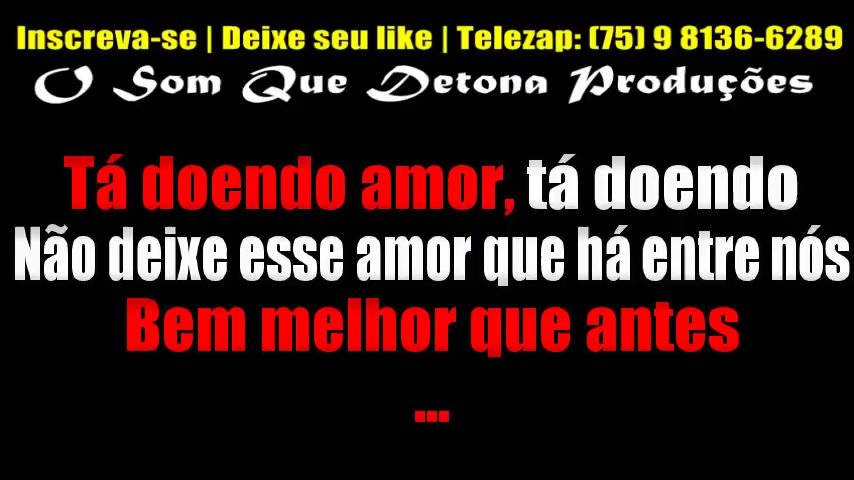 Inscreva-se | Deixe seu like | Telezap: (75) 9 8136-6289
O Som Que Detona Produções
Tá doendo amor, tá doendo
Não deixe esse amor que há entre nós
Bem melhor que antes
...